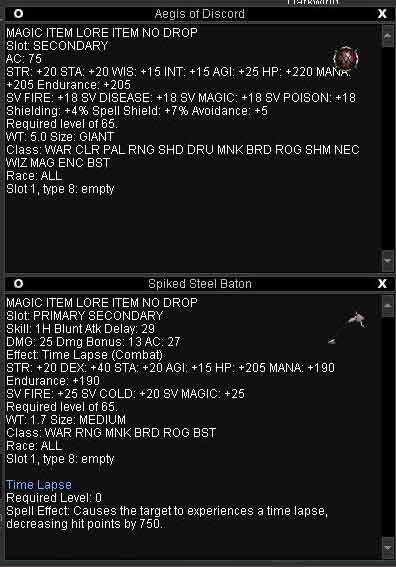 Aegis of Discord
MAGIC ITEM LORE ITEM NO DROP
Slot: SECONDARY
AC: 75
STR: +20 STA: +20 WIS: +15 INT: +15 AGI: +25 HP: +220 MANA:
+205 Endurance: +205
SV FIRE: +18 SV DISEASE: +18 SV MAGIC: +18 SV POISON: +18
Shielding: +4% Spell Shield: +7% Avoidance: +5
Required level of 65.
WT: 5.0 Size: GIANT
Class: WAR CLR PAL RNG SHD DRU MNK BRD ROG SHM NEC
WIZ MAG ENC BST
Race: ALL
Slot 1, type 8: empty
Spiked Steel Baton
MAGIC ITEM LORE ITEM NO DROP
Slot: PRIMARY SECONDARY
Skill: 1H Blunt Atk Delay: 29
DMG: 25 Dmg Bonus: 13 AC: 27
Effect: Time Lapse (Combat)
STR: +20 DEX: +40 STA: +20 AGI: +15 HP: +205 MANA: +190
Endurance: +190
SV FIRE: +25 SV COLD: +20 SV MAGIC: +25
Required level of 65.
WT: 1.7 Size: MEDIUM
Class: WAR RNG MNK BRD ROG BST
Race: ALL
Slot 1, type 8: empty
Time Lapse
Required Level: 0
Spell Effect: Causes the target to experiences a time lapse,
decreasing hit points by 750.